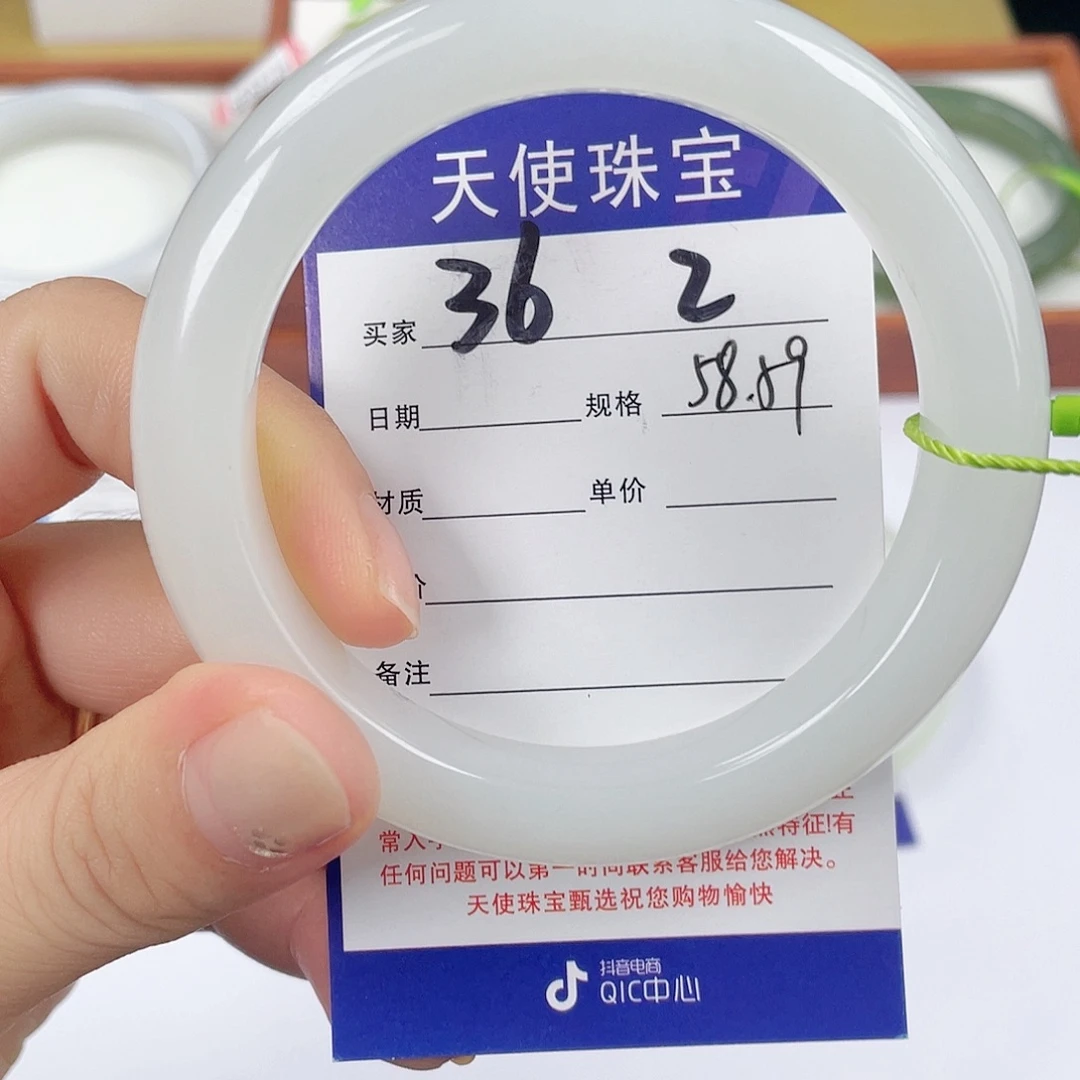 天使珠宝
买家 36 2
日期 规格 58.59
材质 单价
价
备注
常人
特征!有
任何问题可以第一时间联系客服给您解决。
天使珠宝甄选祝您购物愉快
抖音电商
QIC中心